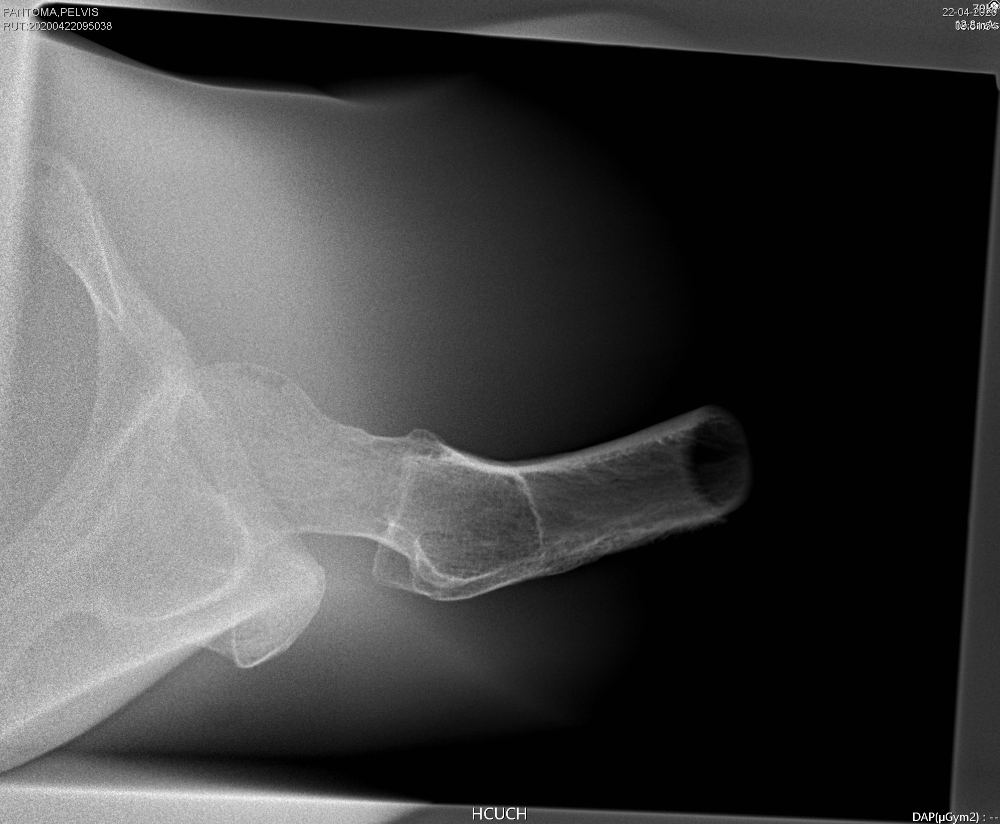 FANTOMA,PELVIS
RUT:20200422095038
22-04-2020
HCUCH
DAP(µGym2) : --